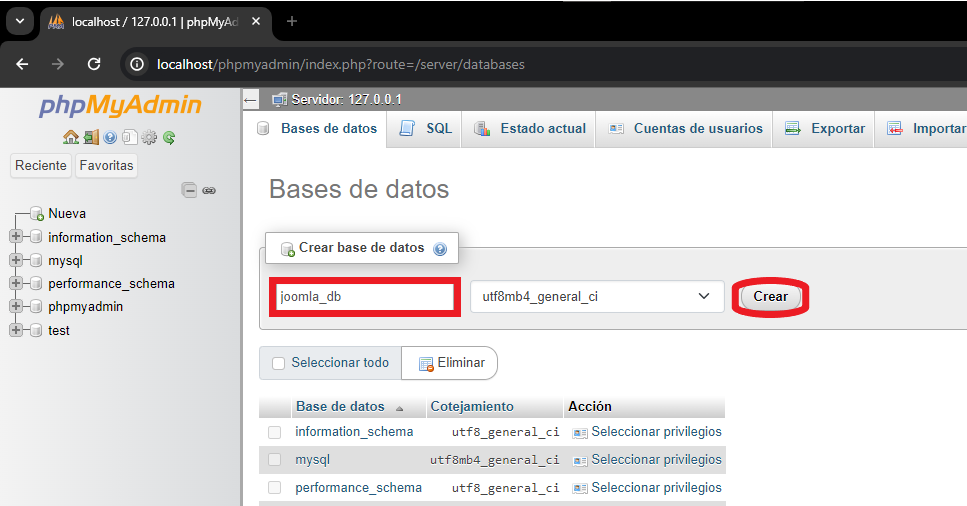 localhost / 127.0.0.1 | phpMyAd
localhost/phpmyadmin/index.php?route=/server/databases
phpMyAdmin
Reciente Favoritas
Nueva
information_schema
mysql
performance_schema
phpmyadmin
test
Servidor: 127.0.0.1
Bases de datos SQL Estado actual Cuentas de usuarios Exportar Importar
Bases de datos
Crear base de datos
joomla_db utf8mb4_general_ci Crear
Seleccionar todo Eliminar
Base de datos Cotejamiento Acción
information_schema utf8_general_ci Seleccionar privilegios
mysql utf8mb4_general_ci Seleccionar privilegios
performance_schema utf8_general_ci Seleccionar privilegios